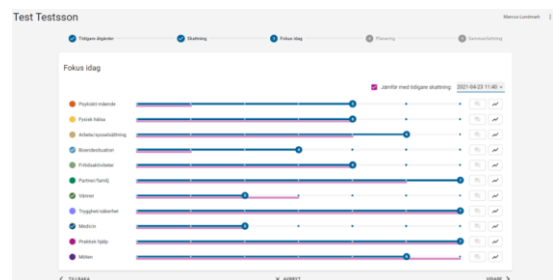 Test Testsson
Marcus Lundmark
Tidigare åtgärder
Skattning
Fokus idag
Planering
Sammanfattning
Fokus idag
Jämför med tidigare skattning: 2021-04-23 11:40
Psykiskt mående
Fysisk hälsa
Arbete/sysselsättning
Boendesituation
Fritidsaktiviteter
Partner/familj
Vänner
Trygghet/säkerhet
Medicin
Praktisk hjälp
Möten
TILLBAKA
AVBRYT
VIDARE